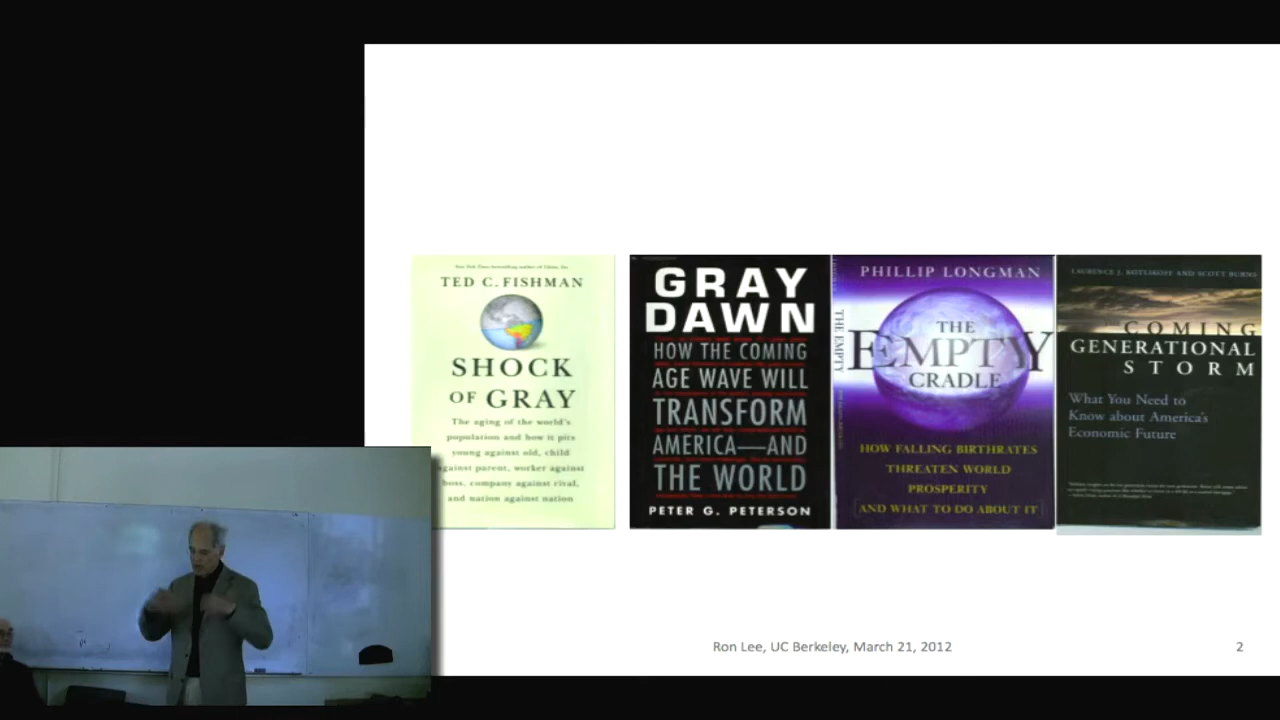 TED C. FISHMAN
SHOCK
OF GRAY
The aging of the world's
population and how it pits
young against old, child
against parent, worker against
boss, company against rival,
and nation against nation
GRAY
DAWN
HOW THE COMING
AGE WAVE WILL
TRANSFORM
AMERICA—AND
THE WORLD
PETER G. PETERSON
THE EMPTY
PHILLIP LONGMAN
THE
EMPTY
CRADLE
HOW FALLING BIRTHRATES
THREATEN WORLD
PROSPERITY
AND WHAT TO DO ABOUT IT
LAURENCE J. KOTLIKOFF AND SCOTT BURNS
COMING
GENERATIONAL
STORM
What You Need to
Know about America's
Economic Future
Ron Lee, UC Berkeley, March 21, 2012
2